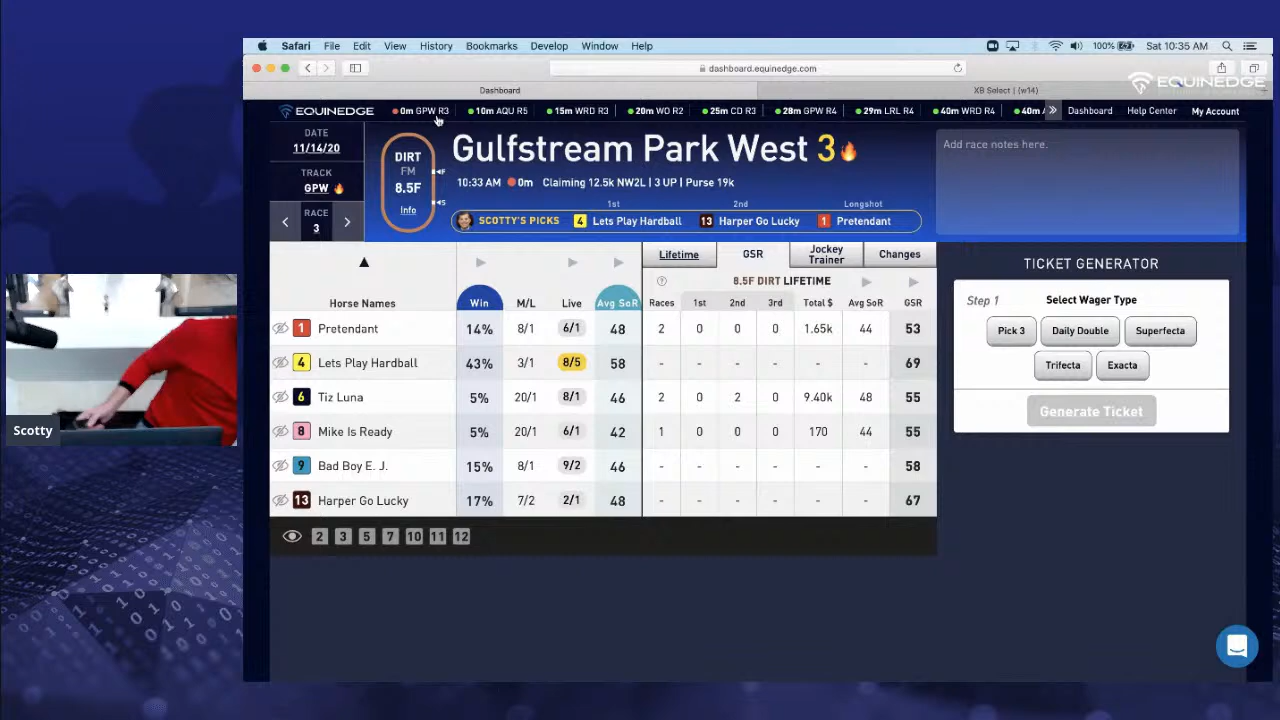 Safari File Edit View History Bookmarks Develop Window Help 100% Sat 10:35 AM
dashboard.equinedge.com
Dashboard XB Select | (w14)
EQUINEDGE
EQUINEDGE 0m GPW R3 10m AQU R5 15m WRD R3 20m WO R2 25m CD R3 28m GPW R4 29m LRL R4 40m WRD R4 40m Dashboard Help Center My Account
DATE
11/14/20
TRACK
GPW
RACE
3
DIRT
FM
8.5F
Info
F
S
Gulfstream Park West 3
10:33 AM 0m Claiming 12.5k NW2L | 3 UP | Purse 19k
1st 2nd Longshot
SCOTTY'S PICKS 4 Lets Play Hardball 13 Harper Go Lucky 1 Pretendant
Add race notes here.
Lifetime GSR Jockey Trainer Changes
8.5F DIRT LIFETIME
Horse Names Win M/L Live Avg SoR Races 1st 2nd 3rd Total $ Avg SoR GSR
1 Pretendant 14% 8/1 6/1 48 2 0 0 0 1.65k 44 53
4 Lets Play Hardball 43% 3/1 8/5 58 - - - - - - 69
6 Tiz Luna 5% 20/1 8/1 46 2 0 2 0 9.40k 48 55
8 Mike Is Ready 5% 20/1 6/1 42 1 0 0 0 170 44 55
9 Bad Boy E. J. 15% 8/1 9/2 46 - - - - - - 58
13 Harper Go Lucky 17% 7/2 2/1 48 - - - - - - 67
2 3 5 7 10 11 12
TICKET GENERATOR
Step 1 Select Wager Type
Pick 3 Daily Double Superfecta
Trifecta Exacta
Generate Ticket
Scotty